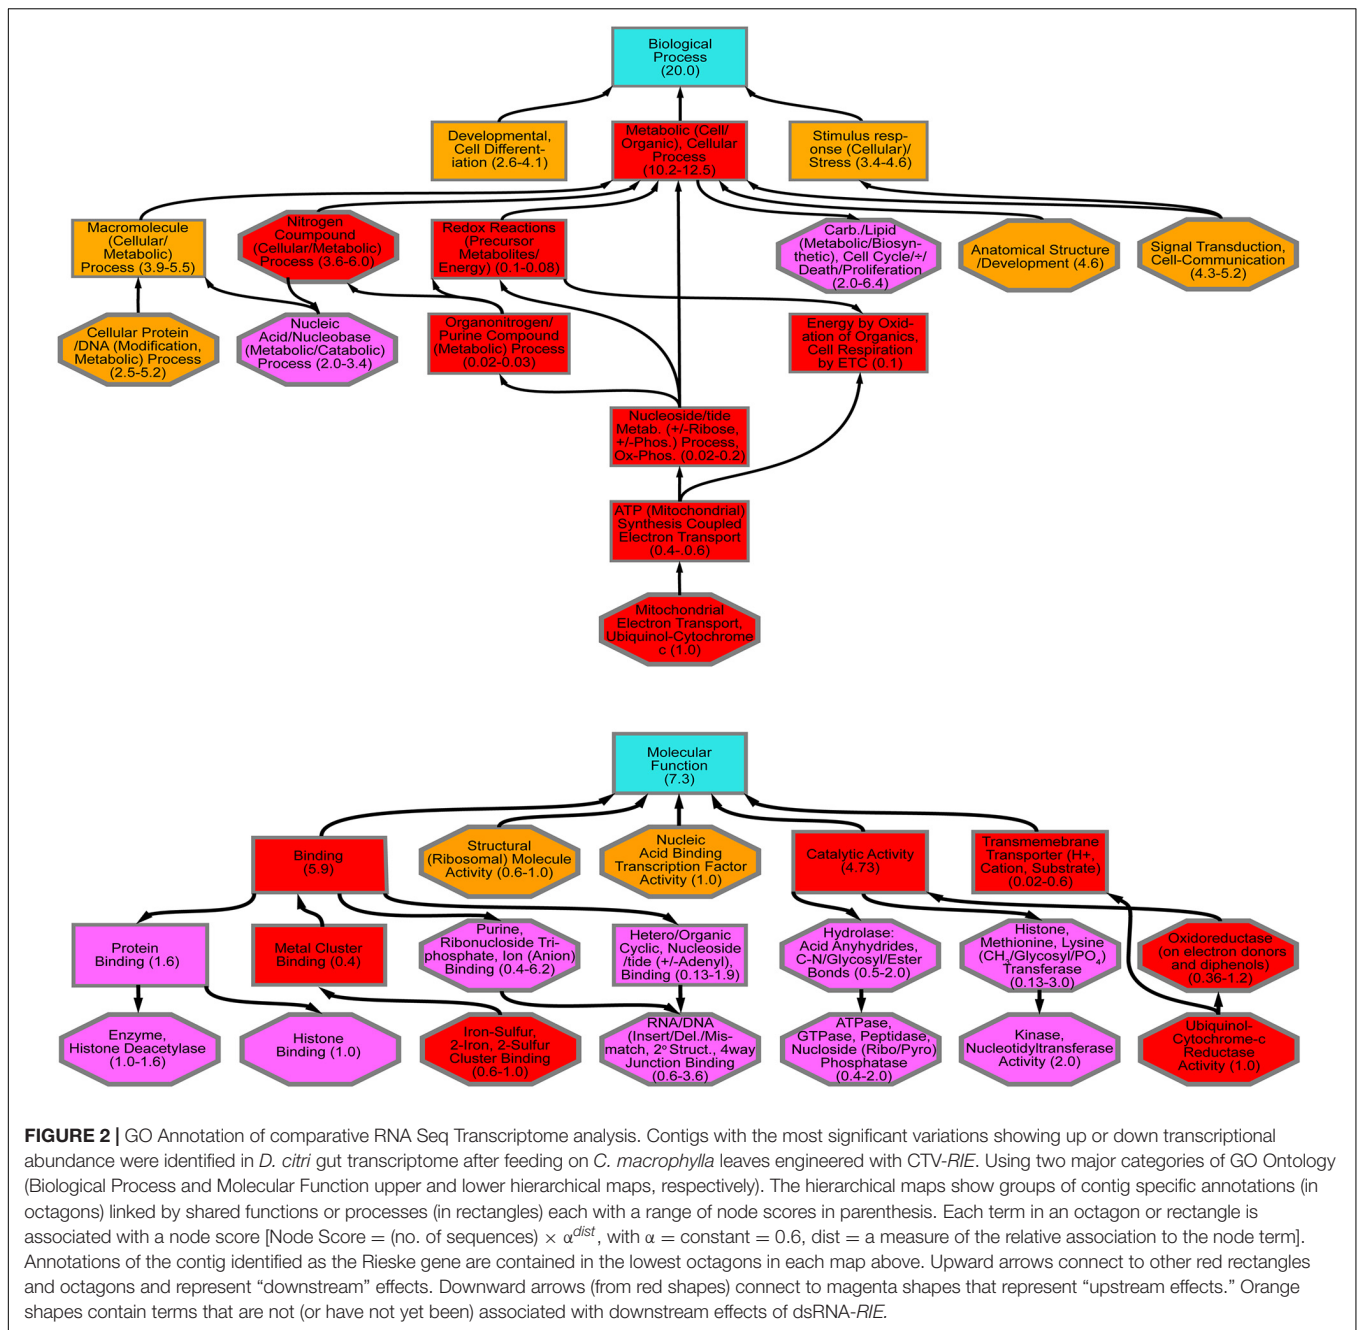 Biological
Process
(20.0)
Developmental,
Cell Different-
iation (2.6-4.1)
Metabolic (Cell/
Organic), Cellular
Process
(10.2-12.5)
Stimulus resp-
onse (Cellular)/
Stress (3.4-4.6)
Macromolecule
(Cellular/
Metabolic)
Process (3.9-5.5)
Nitrogen
Coumpound
(Cellular/Metabolic)
Process (3.6-6.0)
Redox Reactions
(Precursor
Metabolites/
Energy) (0.1-0.08)
Carb./Lipid
(Metabolic/Biosyn-
thetic), Cell Cycle/÷/
Death/Proliferation
(2.0-6.4)
Anatomical Structure
/Development (4.6)
Signal Transduction,
Cell-Communication
(4.3-5.2)
Cellular Protein
/DNA (Modification,
Metabolic) Process
(2.5-5.2)
Nucleic
Acid/Nucleobase
(Metabolic/Catabolic)
Process (2.0-3.4)
Organonitrogen/
Purine Compound
(Metabolic) Process
(0.02-0.03)
Energy by Oxid-
ation of Organics,
Cell Respiration
by ETC (0.1)
Nucleoside/tide
Metab. (+/-Ribose,
+/-Phos.) Process,
Ox-Phos. (0.02-0.2)
ATP (Mitochondrial)
Synthesis Coupled
Electron Transport
(0.4-.0.6)
Mitochondrial
Electron Transport,
Ubiquinol-Cytochrome
c (1.0)
Molecular
Function
(7.3)
Binding
(5.9)
Structural
(Ribosomal) Molecule
Activity (0.6-1.0)
Nucleic
Acid Binding
Transcription Factor
Activity (1.0)
Catalytic Activity
(4.73)
Transmemebrane
Transporter (H+,
Cation, Substrate)
(0.02-0.6)
Protein
Binding (1.6)
Metal Cluster
Binding (0.4)
Purine,
Ribonucloside Tri-
phosphate, Ion (Anion)
Binding (0.4-6.2)
Hetero/Organic
Cyclic, Nucleoside
/tide (+/-Adenyl),
Binding (0.13-1.9)
Hydrolase:
Acid Anyhydrides,
C-N/Glycosyl/Ester
Bonds (0.5-2.0)
Histone,
Methionine, Lysine
(CH3/Glycosyl/PO4)
Transferase
(0.13-3.0)
Oxidoreductase
(on electron donors
and diphenols)
(0.36-1.2)
Enzyme,
Histone Deacetylase
(1.0-1.6)
Histone
Binding (1.0)
Iron-Sulfur,
2-Iron, 2-Sulfur
Cluster Binding
(0.6-1.0)
RNA/DNA
(Insert/Del./Mis-
match, 2º Struct., 4way
Junction Binding
(0.6-3.6)
ATPase,
GTPase, Peptidase,
Nucloside (Ribo/Pyro)
Phosphatase
(0.4-2.0)
Kinase,
Nucleotidyltransferase
Activity (2.0)
Ubiquinol-
Cytochrome-c
Reductase
Activity (1.0)
FIGURE 2 | GO Annotation of comparative RNA Seq Transcriptome analysis. Contigs with the most significant variations showing up or down transcriptional
abundance were identified in D. citri gut transcriptome after feeding on C. macrophylla leaves engineered with CTV-RIE. Using two major categories of GO Ontology
(Biological Process and Molecular Function upper and lower hierarchical maps, respectively). The hierarchical maps show groups of contig specific annotations (in
octagons) linked by shared functions or processes (in rectangles) each with a range of node scores in parenthesis. Each term in an octagon or rectangle is
associated with a node score [Node Score = (no. of sequences) × α^dist, with α = constant = 0.6, dist = a measure of the relative association to the node term].
Annotations of the contig identified as the Rieske gene are contained in the lowest octagons in each map above. Upward arrows connect to other red rectangles
and octagons and represent “downstream” effects. Downward arrows (from red shapes) connect to magenta shapes that represent “upstream effects.” Orange
shapes contain terms that are not (or have not yet been) associated with downstream effects of dsRNA-RIE.